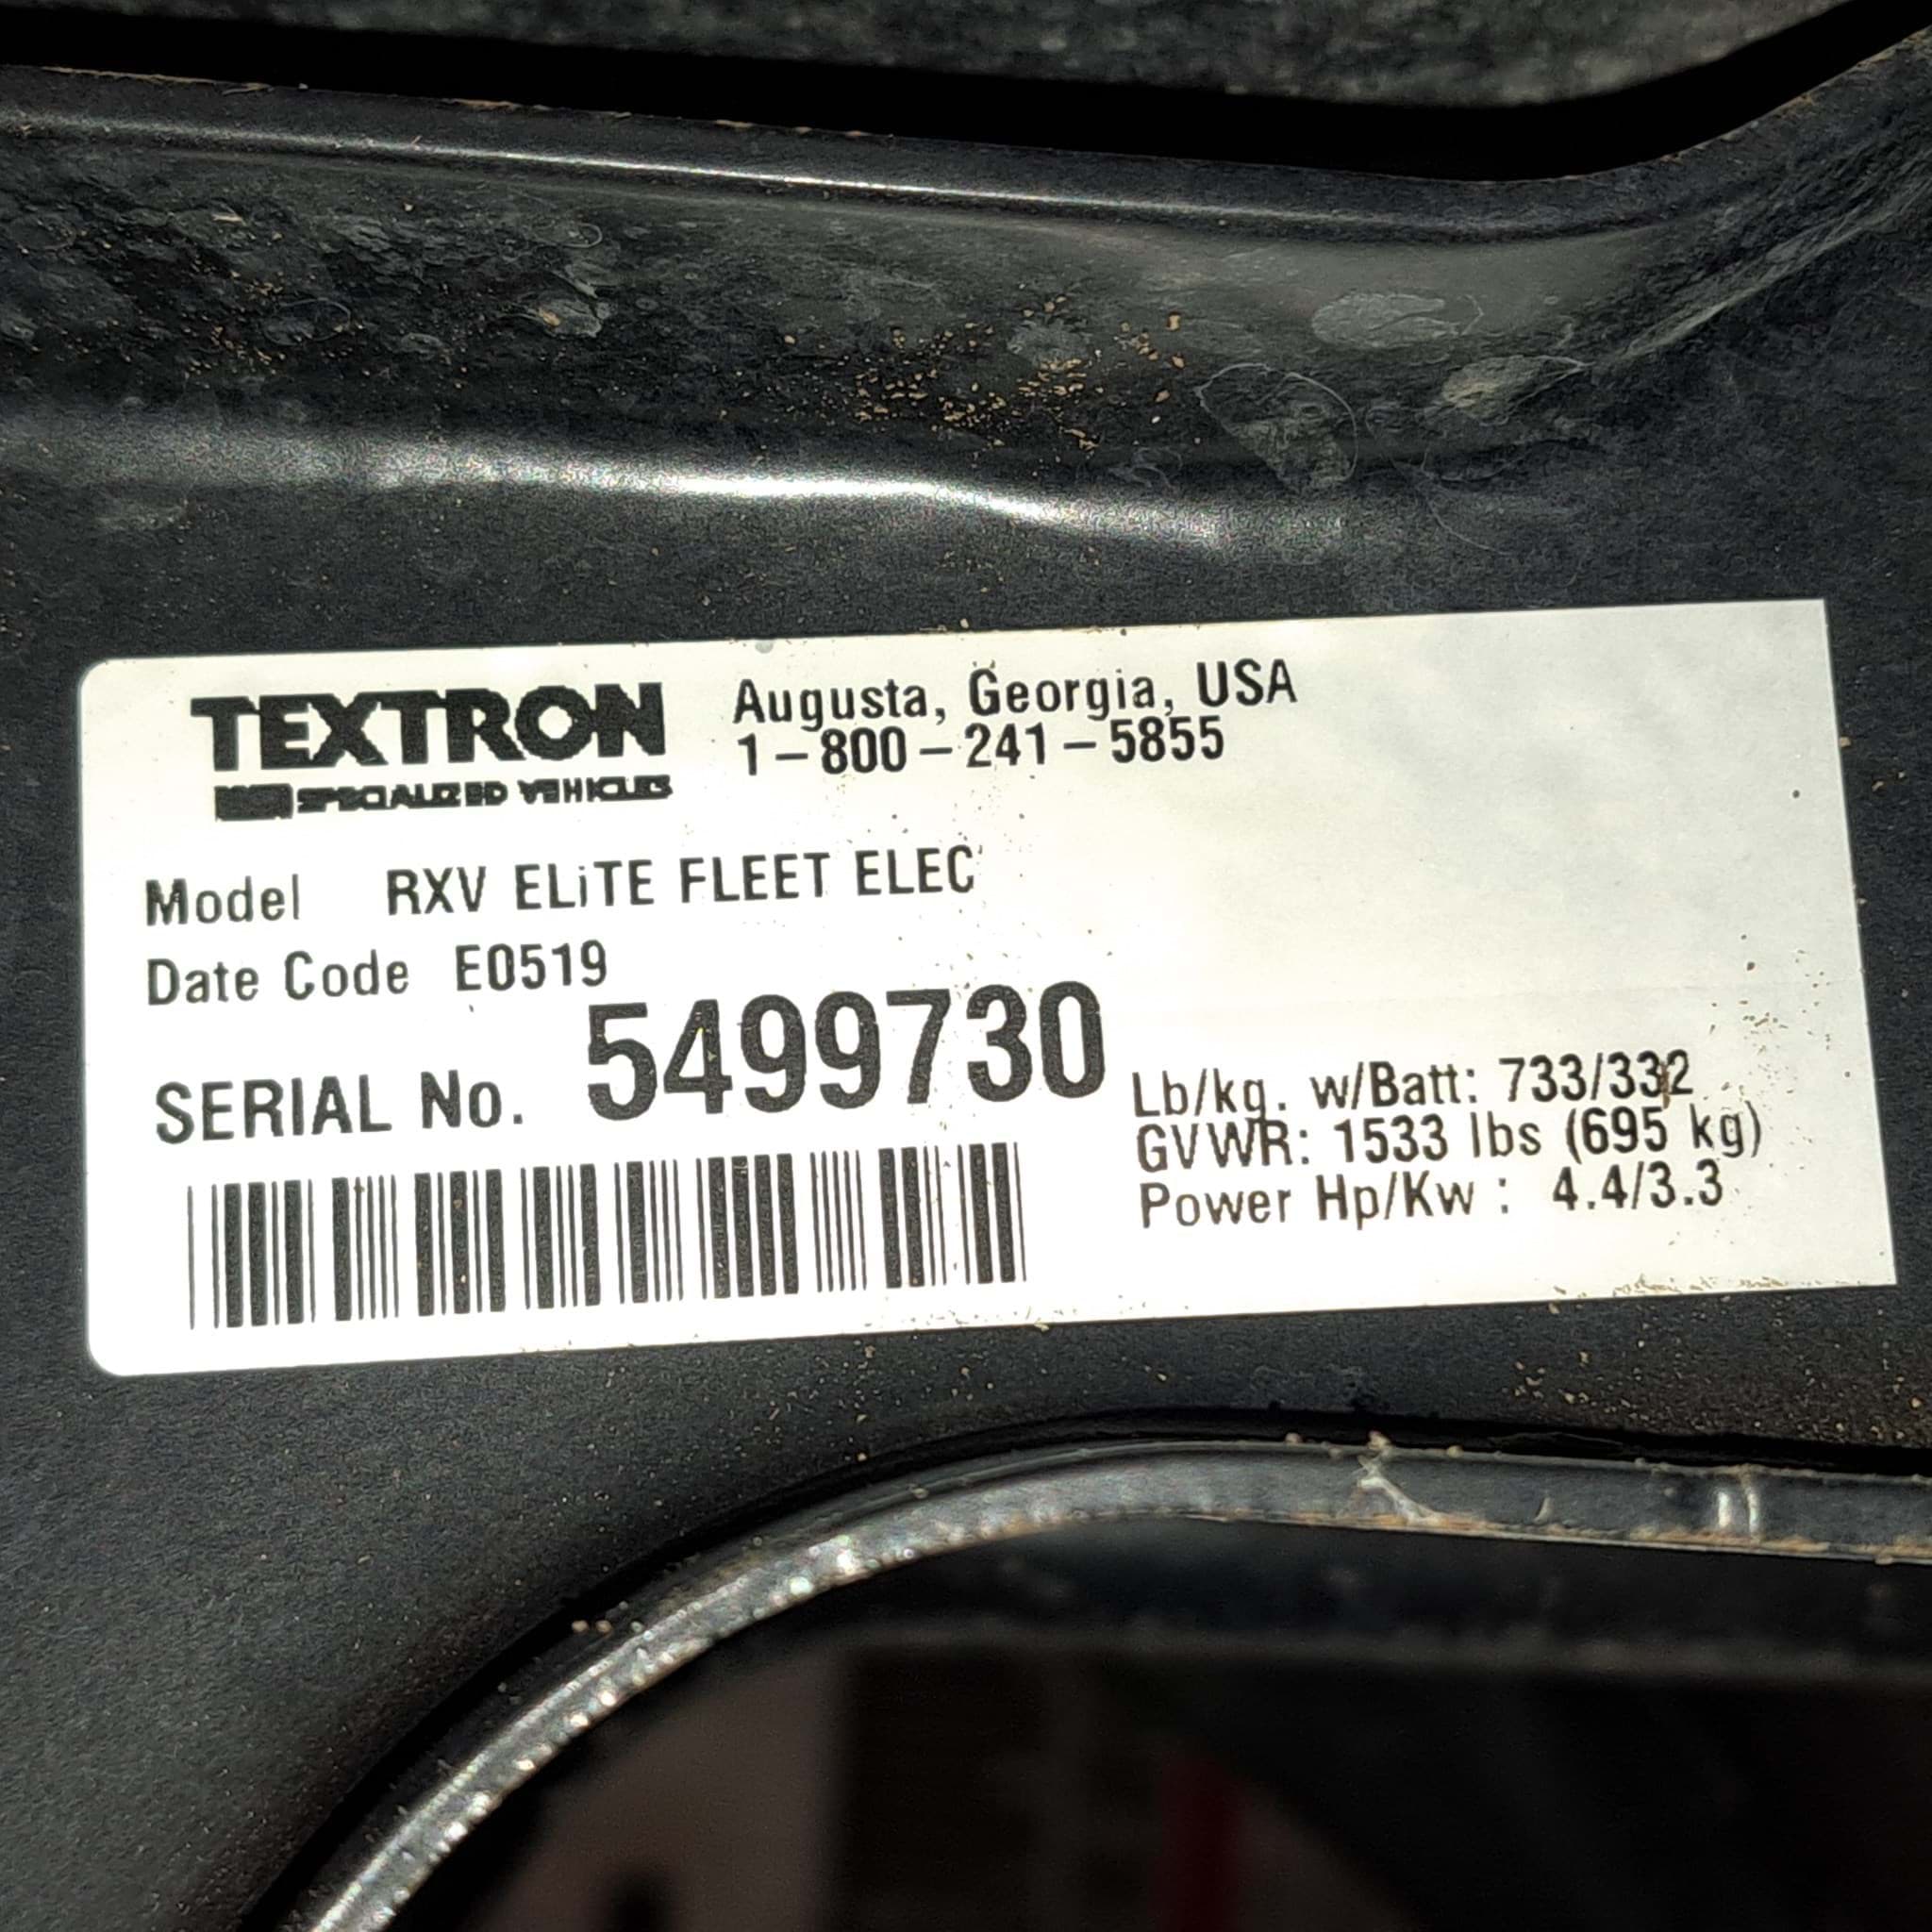 TEXTRON
SPECIALIZED VEHICLES
Augusta, Georgia, USA
1-800-241-5855
Model RXV ELiTE FLEET ELEC
Date Code E0519
SERIAL No. 5499730
Lb/kg. w/Batt: 733/332
GVWR: 1533 lbs (695 kg)
Power Hp/Kw : 4.4/3.3